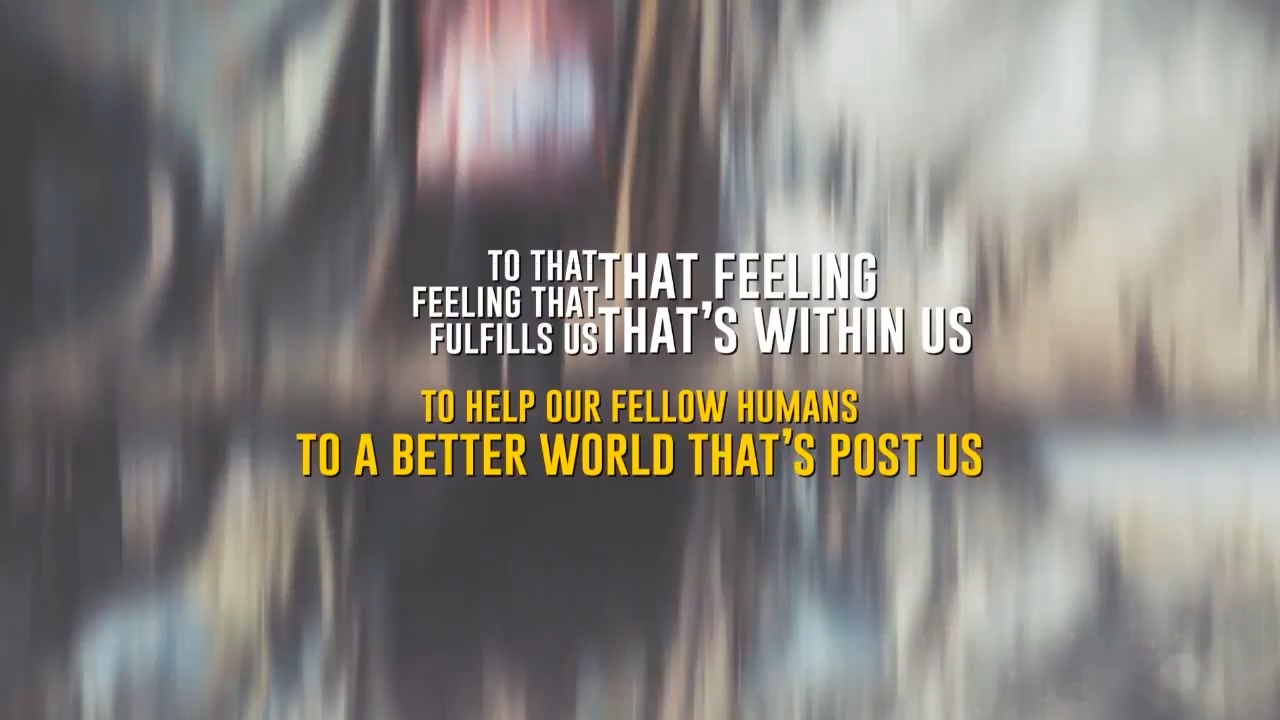 TO THAT
FEELING THAT
FULFILLS US
THAT FEELING
THAT'S WITHIN US
TO HELP OUR FELLOW HUMANS
TO A BETTER WORLD THAT'S POST US